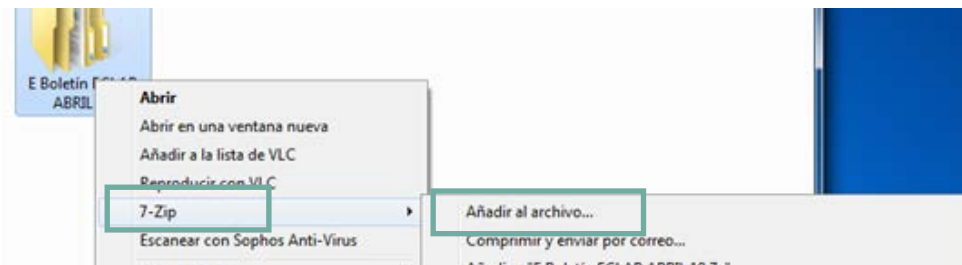 E Boletín
ABRIL
Abrir
Abrir en una ventana nueva
Añadir a la lista de VLC
Reproducir con VLC
7-Zip
Añadir al archivo...
Escanear con Sophos Anti-Virus
Comprimir y enviar por correo...